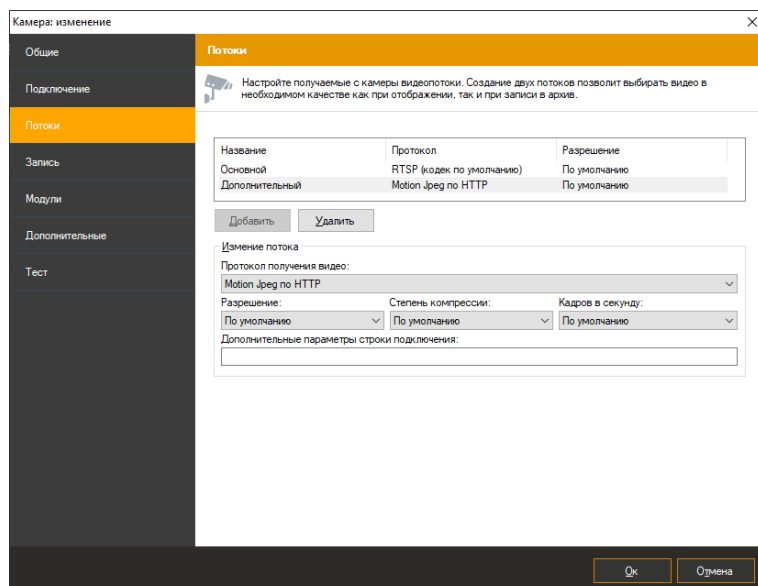 Камера: изменение
Общие
Подключение
Потоки
Запись
Модули
Дополнительные
Тест
Потоки
Настройте получаемые с камеры видеопотоки. Создание двух потоков позволит выбирать видео в
необходимом качестве как при отображении, так и при записи в архив.
Название Протокол Разрешение
Основной RTSP (кодек по умолчанию) По умолчанию
Дополнительный Motion Jpeg по HTTP По умолчанию
Добавить Удалить
Измение потока
Протокол получения видео:
Motion Jpeg по HTTP
Разрешение: Степень компрессии: Кадров в секунду:
По умолчанию По умолчанию По умолчанию
Дополнительные параметры строки подключения:
Ок Отмена